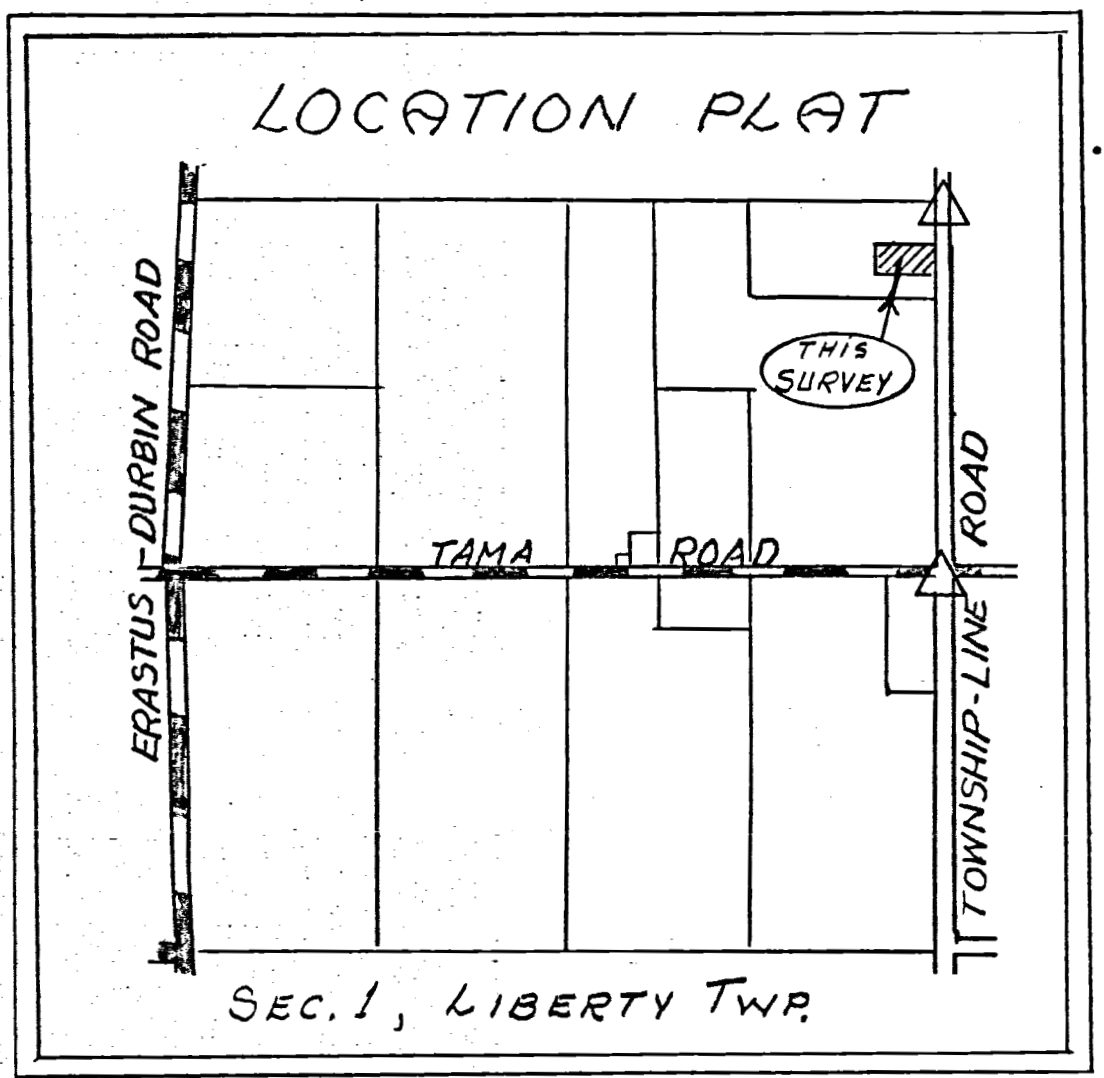 LOCATION PLAT
ERASTUS-DURBIN ROAD
THIS
SURVEY
TAMA ROAD
TOWNSHIP-LINE ROAD
SEC. 1, LIBERTY TWP.